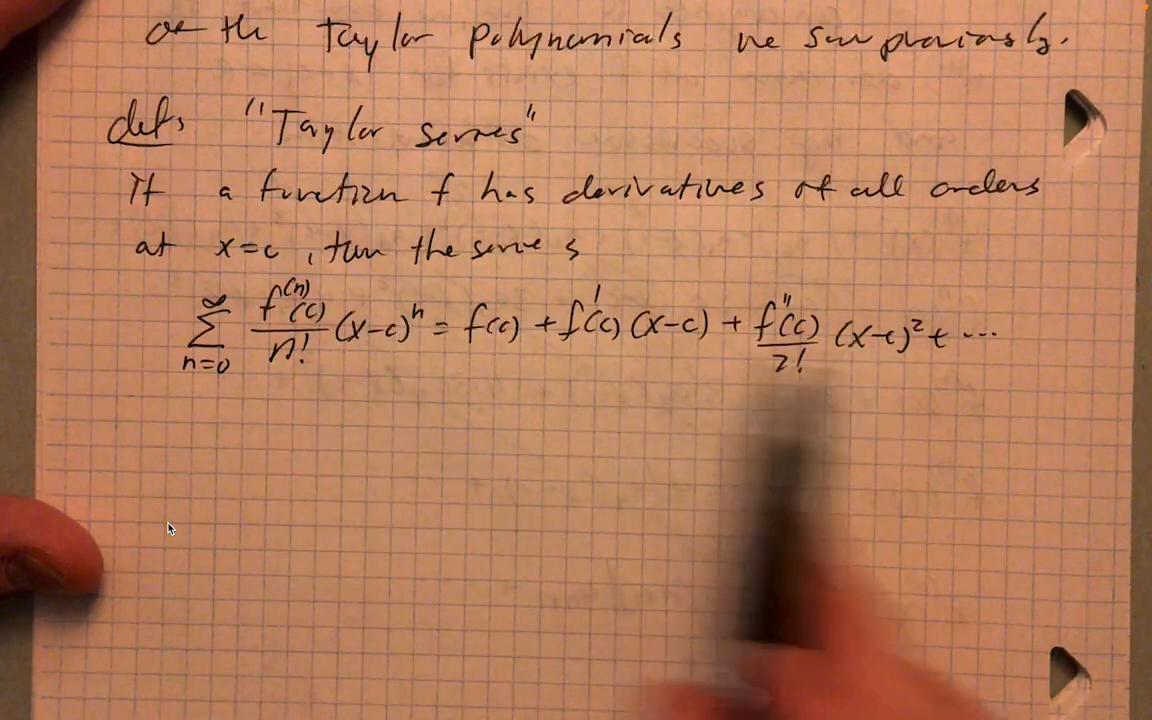 of the Taylor polynomials we saw previously.
def: "Taylor series"
If a function f has derivatives of all orders
at x=c, then the series
∑_{n=0}^{∞} f^{(n)}(c)/n! (x-c)^n = f(c) + f'(c) (x-c) + f''(c)/2! (x-c)^2 + ...